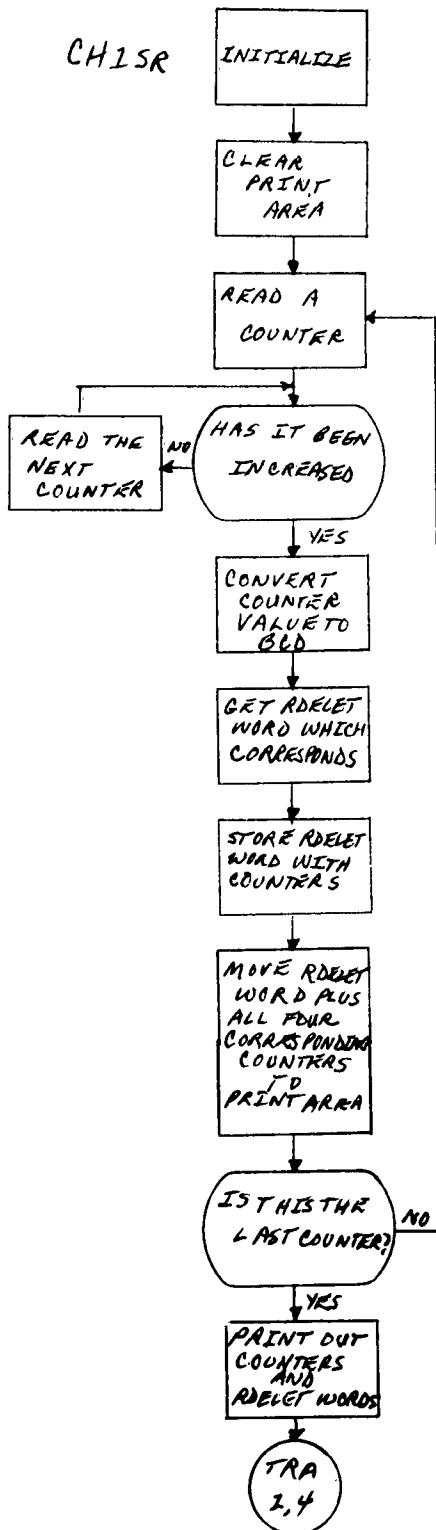 CH1SR
INITIALIZE
CLEAR
PRINT
AREA
READ A
COUNTER
HAS IT BEEN
INCREASED
NO
READ THE
NEXT
COUNTER
YES
CONVERT
COUNTER
VALUE TO
BCD
GET RDELET
WORD WHICH
CORRESPONDS
STORE RDELET
WORD WITH
COUNTERS
MOVE RDELET
WORD PLUS
ALL FOUR
CORRESPONDING
COUNTERS
TO
PRINT AREA
IS THIS THE
LAST COUNTER?
NO
YES
PRINT OUT
COUNTERS
AND
RDELET WORDS
TRA
1,4